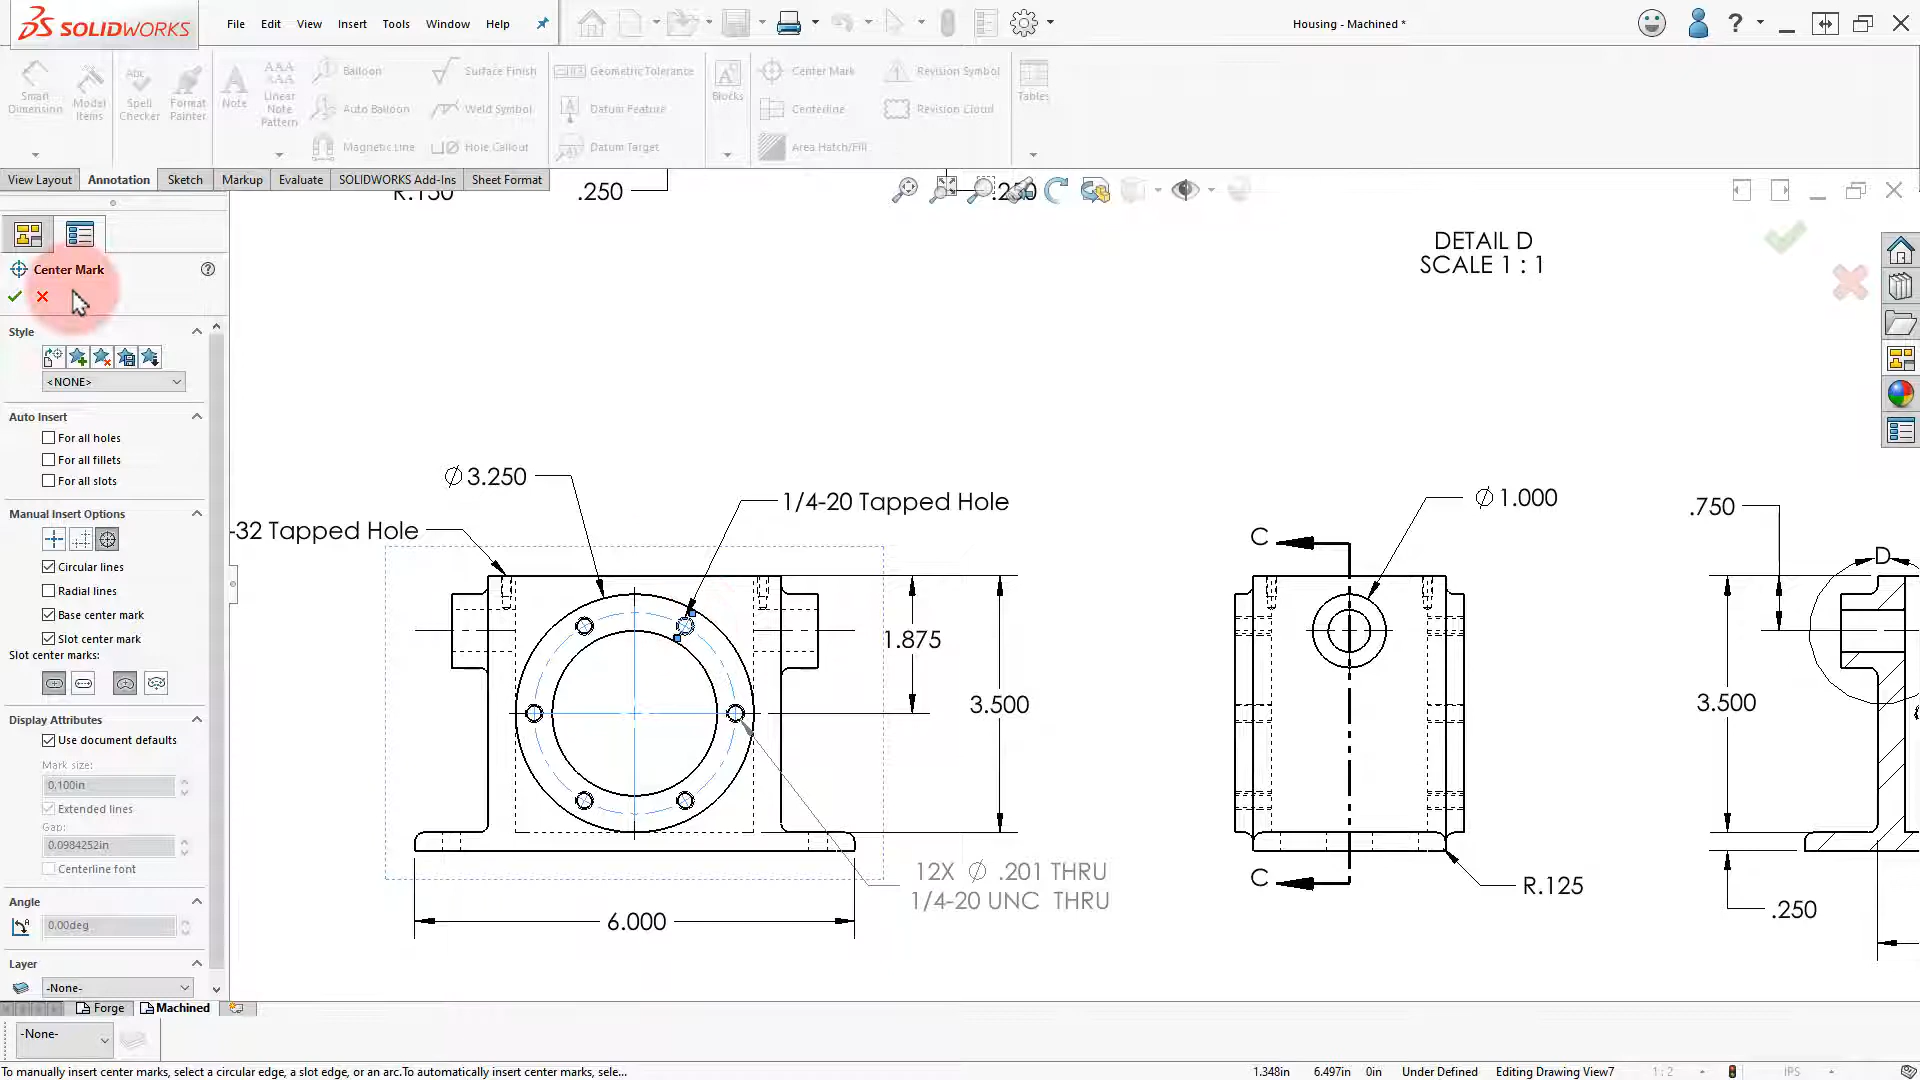 SOLIDWORKS
File Edit View Insert Tools Window Help
Housing - Machined *
?
Smart Dimension
Model Items
Spell Checker
Format Painter
Note
Linear Note Pattern
Balloon
Auto Balloon
Magnetic Line
Surface Finish
Weld Symbol
Hole Callout
Geometric Tolerance
Datum Feature
Datum Target
Blocks
Center Mark
Centerline
Area Hatch/Fill
Revision Symbol
Revision Cloud
Tables
View Layout Annotation Sketch Markup Evaluate SOLIDWORKS Add-Ins Sheet Format
R.150
.250
.250
DETAIL D
SCALE 1 : 1
Center Mark
Style
<NONE>
Auto Insert
For all holes
For all fillets
For all slots
Manual Insert Options
Circular lines
Radial lines
Base center mark
Slot center mark
Slot center marks:
Display Attributes
Use document defaults
Mark size:
0.100in
Extended lines
Gap:
0.0984252in
Centerline font
Angle
0.00deg
Layer
-None-
Ø 3.250
1/4-20 Tapped Hole
-32 Tapped Hole
1.875
3.500
12X Ø .201 THRU
1/4-20 UNC THRU
6.000
C
Ø 1.000
C
R.125
.750
D
3.500
.250
Forge Machined
-None-
To manually insert center marks, select a circular edge, a slot edge, or an arc.To automatically insert center marks, sele...
1.348in 6.497in 0in Under Defined Editing Drawing View7 1 : 2 IPS